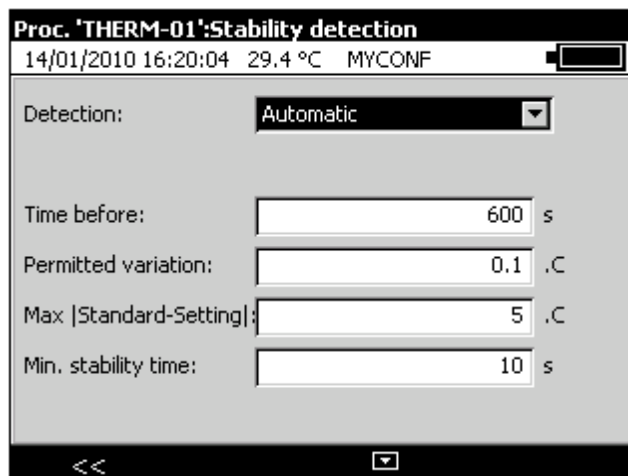 Proc. 'THERM-01':Stability detection
14/01/2010 16:20:04 29.4 °C MYCONF
Detection: Automatic
Time before: 600 s
Permitted variation: 0.1 .C
Max |Standard-Setting|: 5 .C
Min. stability time: 10 s
<<